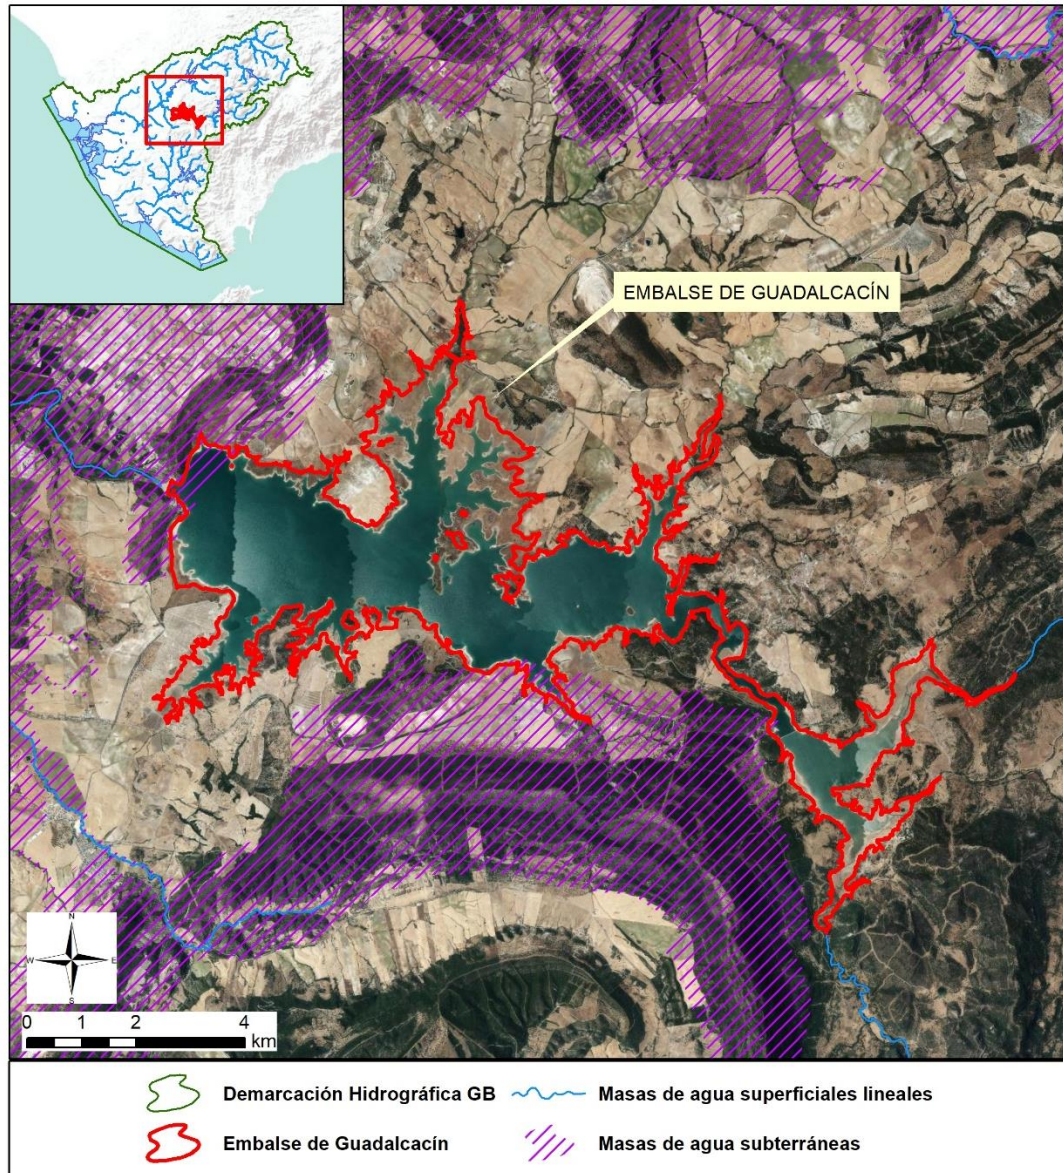 EMBALSE DE GUADALCACÍN
N
W E
S
0 1 2 4
km
Demarcación Hidrográfica GB
Masas de agua superficiales lineales
Embalse de Guadalcacín
Masas de agua subterráneas